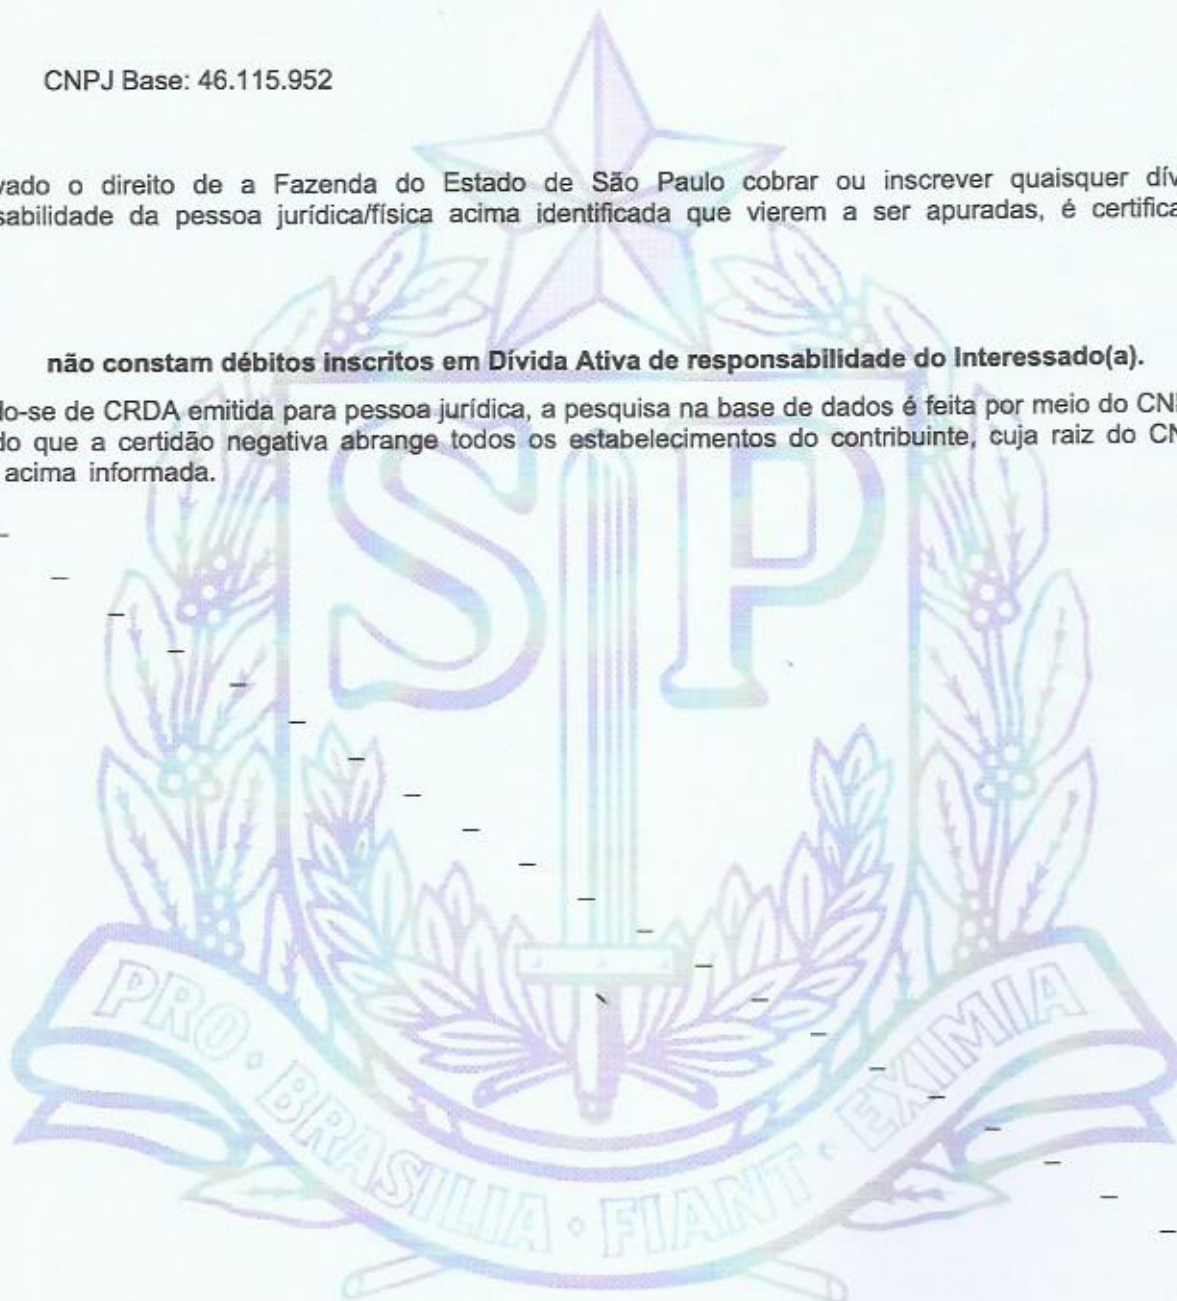 CNPJ Base: 46.115.952
vado o direito de a Fazenda do Estado de São Paulo cobrar ou inscrever quaisquer dív
sabilidade da pessoa jurídica/física acima identificada que vierem a ser apuradas, é certifica
não constam débitos inscritos em Dívida Ativa de responsabilidade do Interessado(a).
do-se de CRDA emitida para pessoa jurídica, a pesquisa na base de dados é feita por meio do CN
do que a certidão negativa abrange todos os estabelecimentos do contribuinte, cuja raiz do CN
acima informada.
SP
PRO • BRASILIA • FIANT • EXIMIA